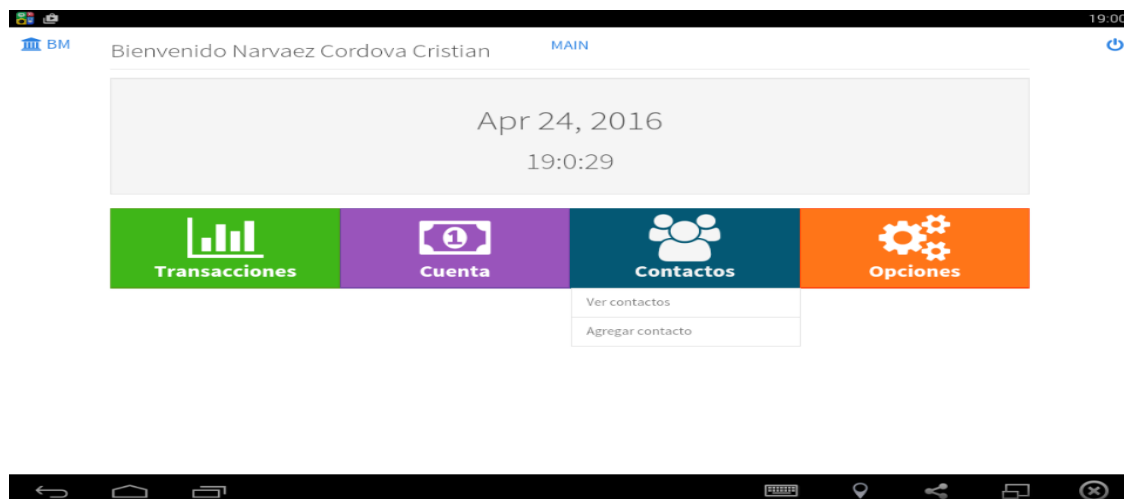 19:00
BM
Bienvenido Narvaez Cordova Cristian
MAIN
Apr 24, 2016
19:0:29
1
Transacciones
Cuenta
Contactos
Opciones
Ver contactos
Agregar contacto